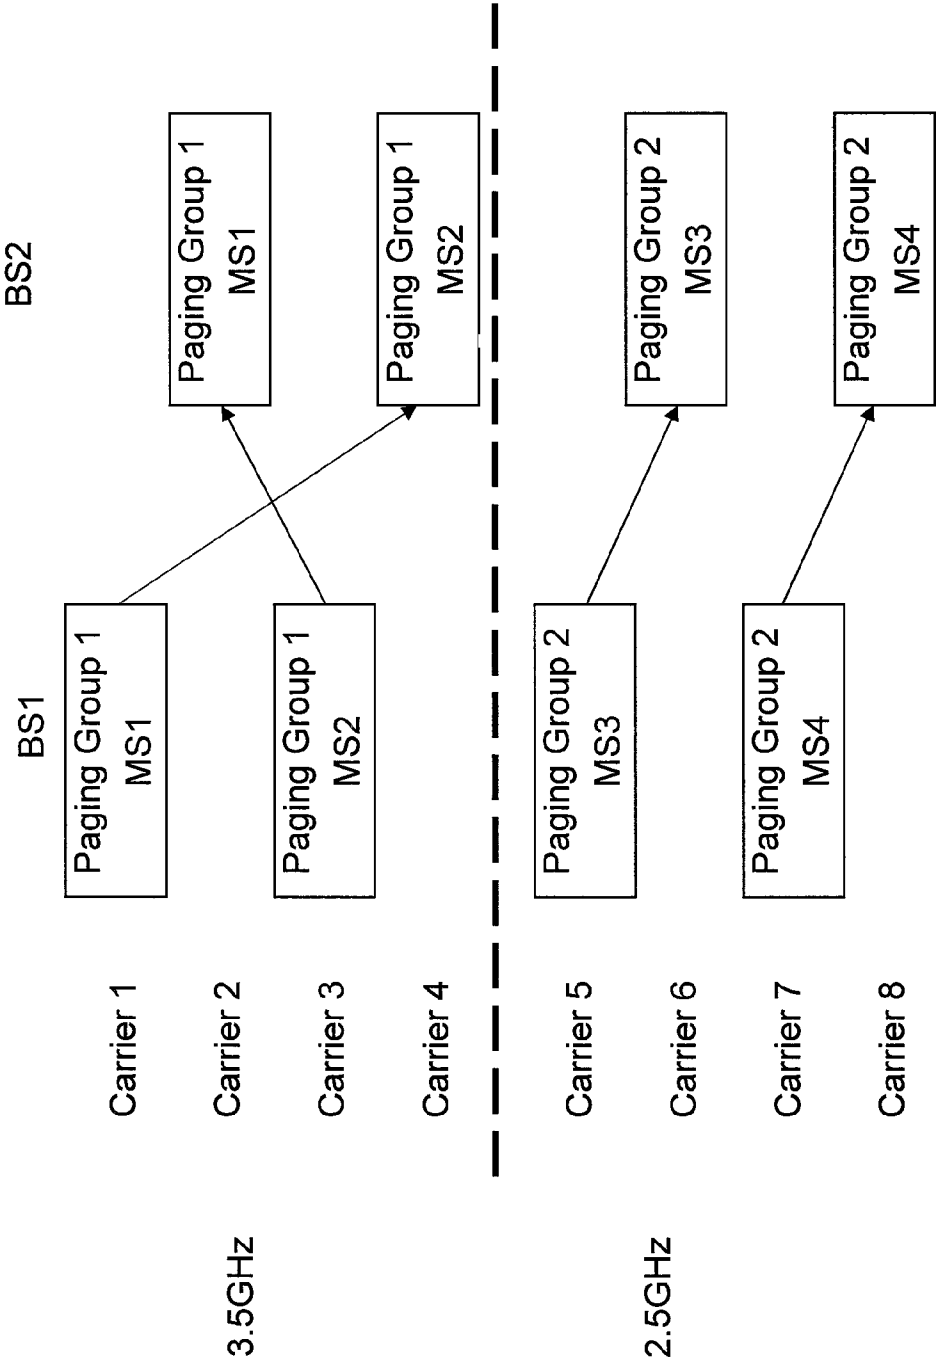 BS1
BS2
3.5GHz
Carrier 1
Paging Group 1
MS1
Carrier 2
Paging Group 1
MS1
Carrier 3
Paging Group 1
MS2
Carrier 4
Paging Group 1
MS2
2.5GHz
Carrier 5
Paging Group 2
MS3
Carrier 6
Paging Group 2
MS3
Carrier 7
Paging Group 2
MS4
Carrier 8
Paging Group 2
MS4